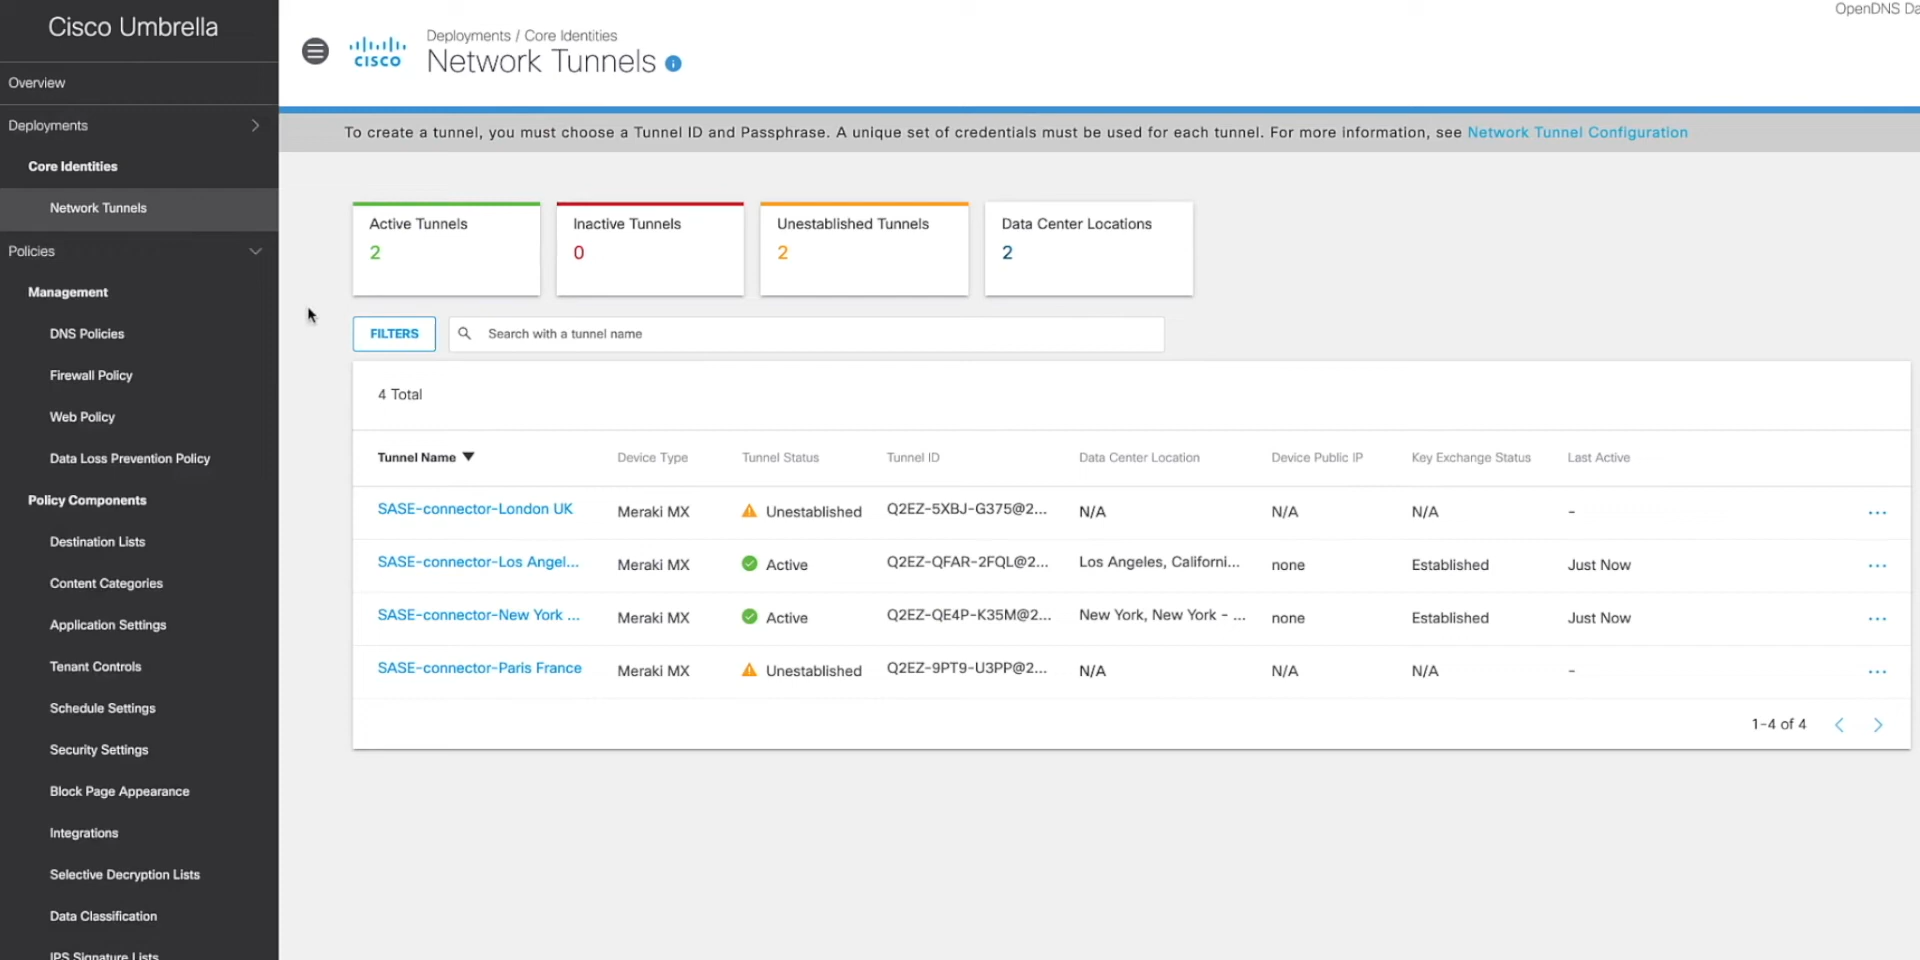 Cisco Umbrella
Overview
Deployments
Core Identities
Network Tunnels
Policies
Management
DNS Policies
Firewall Policy
Web Policy
Data Loss Prevention Policy
Policy Components
Destination Lists
Content Categories
Application Settings
Tenant Controls
Schedule Settings
Security Settings
Block Page Appearance
Integrations
Selective Decryption Lists
Data Classification
IPS Signature Lists
OpenDNS Da
CISCO
Deployments / Core Identities
Network Tunnels
To create a tunnel, you must choose a Tunnel ID and Passphrase. A unique set of credentials must be used for each tunnel. For more information, see Network Tunnel Configuration
Active Tunnels
2
Inactive Tunnels
0
Unestablished Tunnels
2
Data Center Locations
2
FILTERS
Search with a tunnel name
4 Total
Tunnel Name ▼ Device Type Tunnel Status Tunnel ID Data Center Location Device Public IP Key Exchange Status Last Active
SASE-connector-London UK Meraki MX Unestablished Q2EZ-5XBJ-G375@2... N/A N/A N/A - ...
SASE-connector-Los Angel... Meraki MX Active Q2EZ-QFAR-2FQL@2... Los Angeles, Californi... none Established Just Now ...
SASE-connector-New York ... Meraki MX Active Q2EZ-QE4P-K35M@2... New York, New York - ... none Established Just Now ...
SASE-connector-Paris France Meraki MX Unestablished Q2EZ-9PT9-U3PP@2... N/A N/A N/A - ...
1-4 of 4